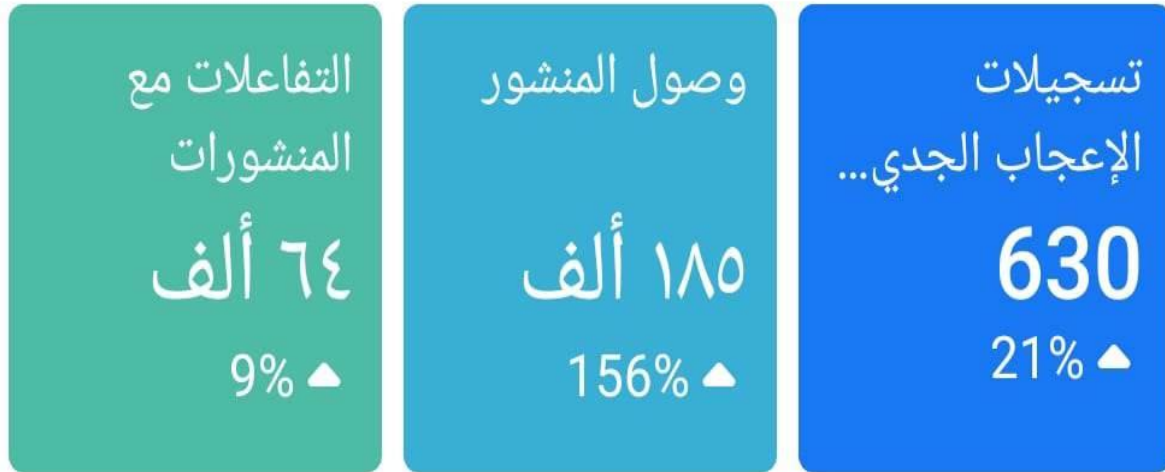 تسجيلات
الإعجاب الجدي...
630
21%
وصول المنشور
١٨٥ ألف
156%
التفاعلات مع
المنشورات
٦٤ ألف
9%